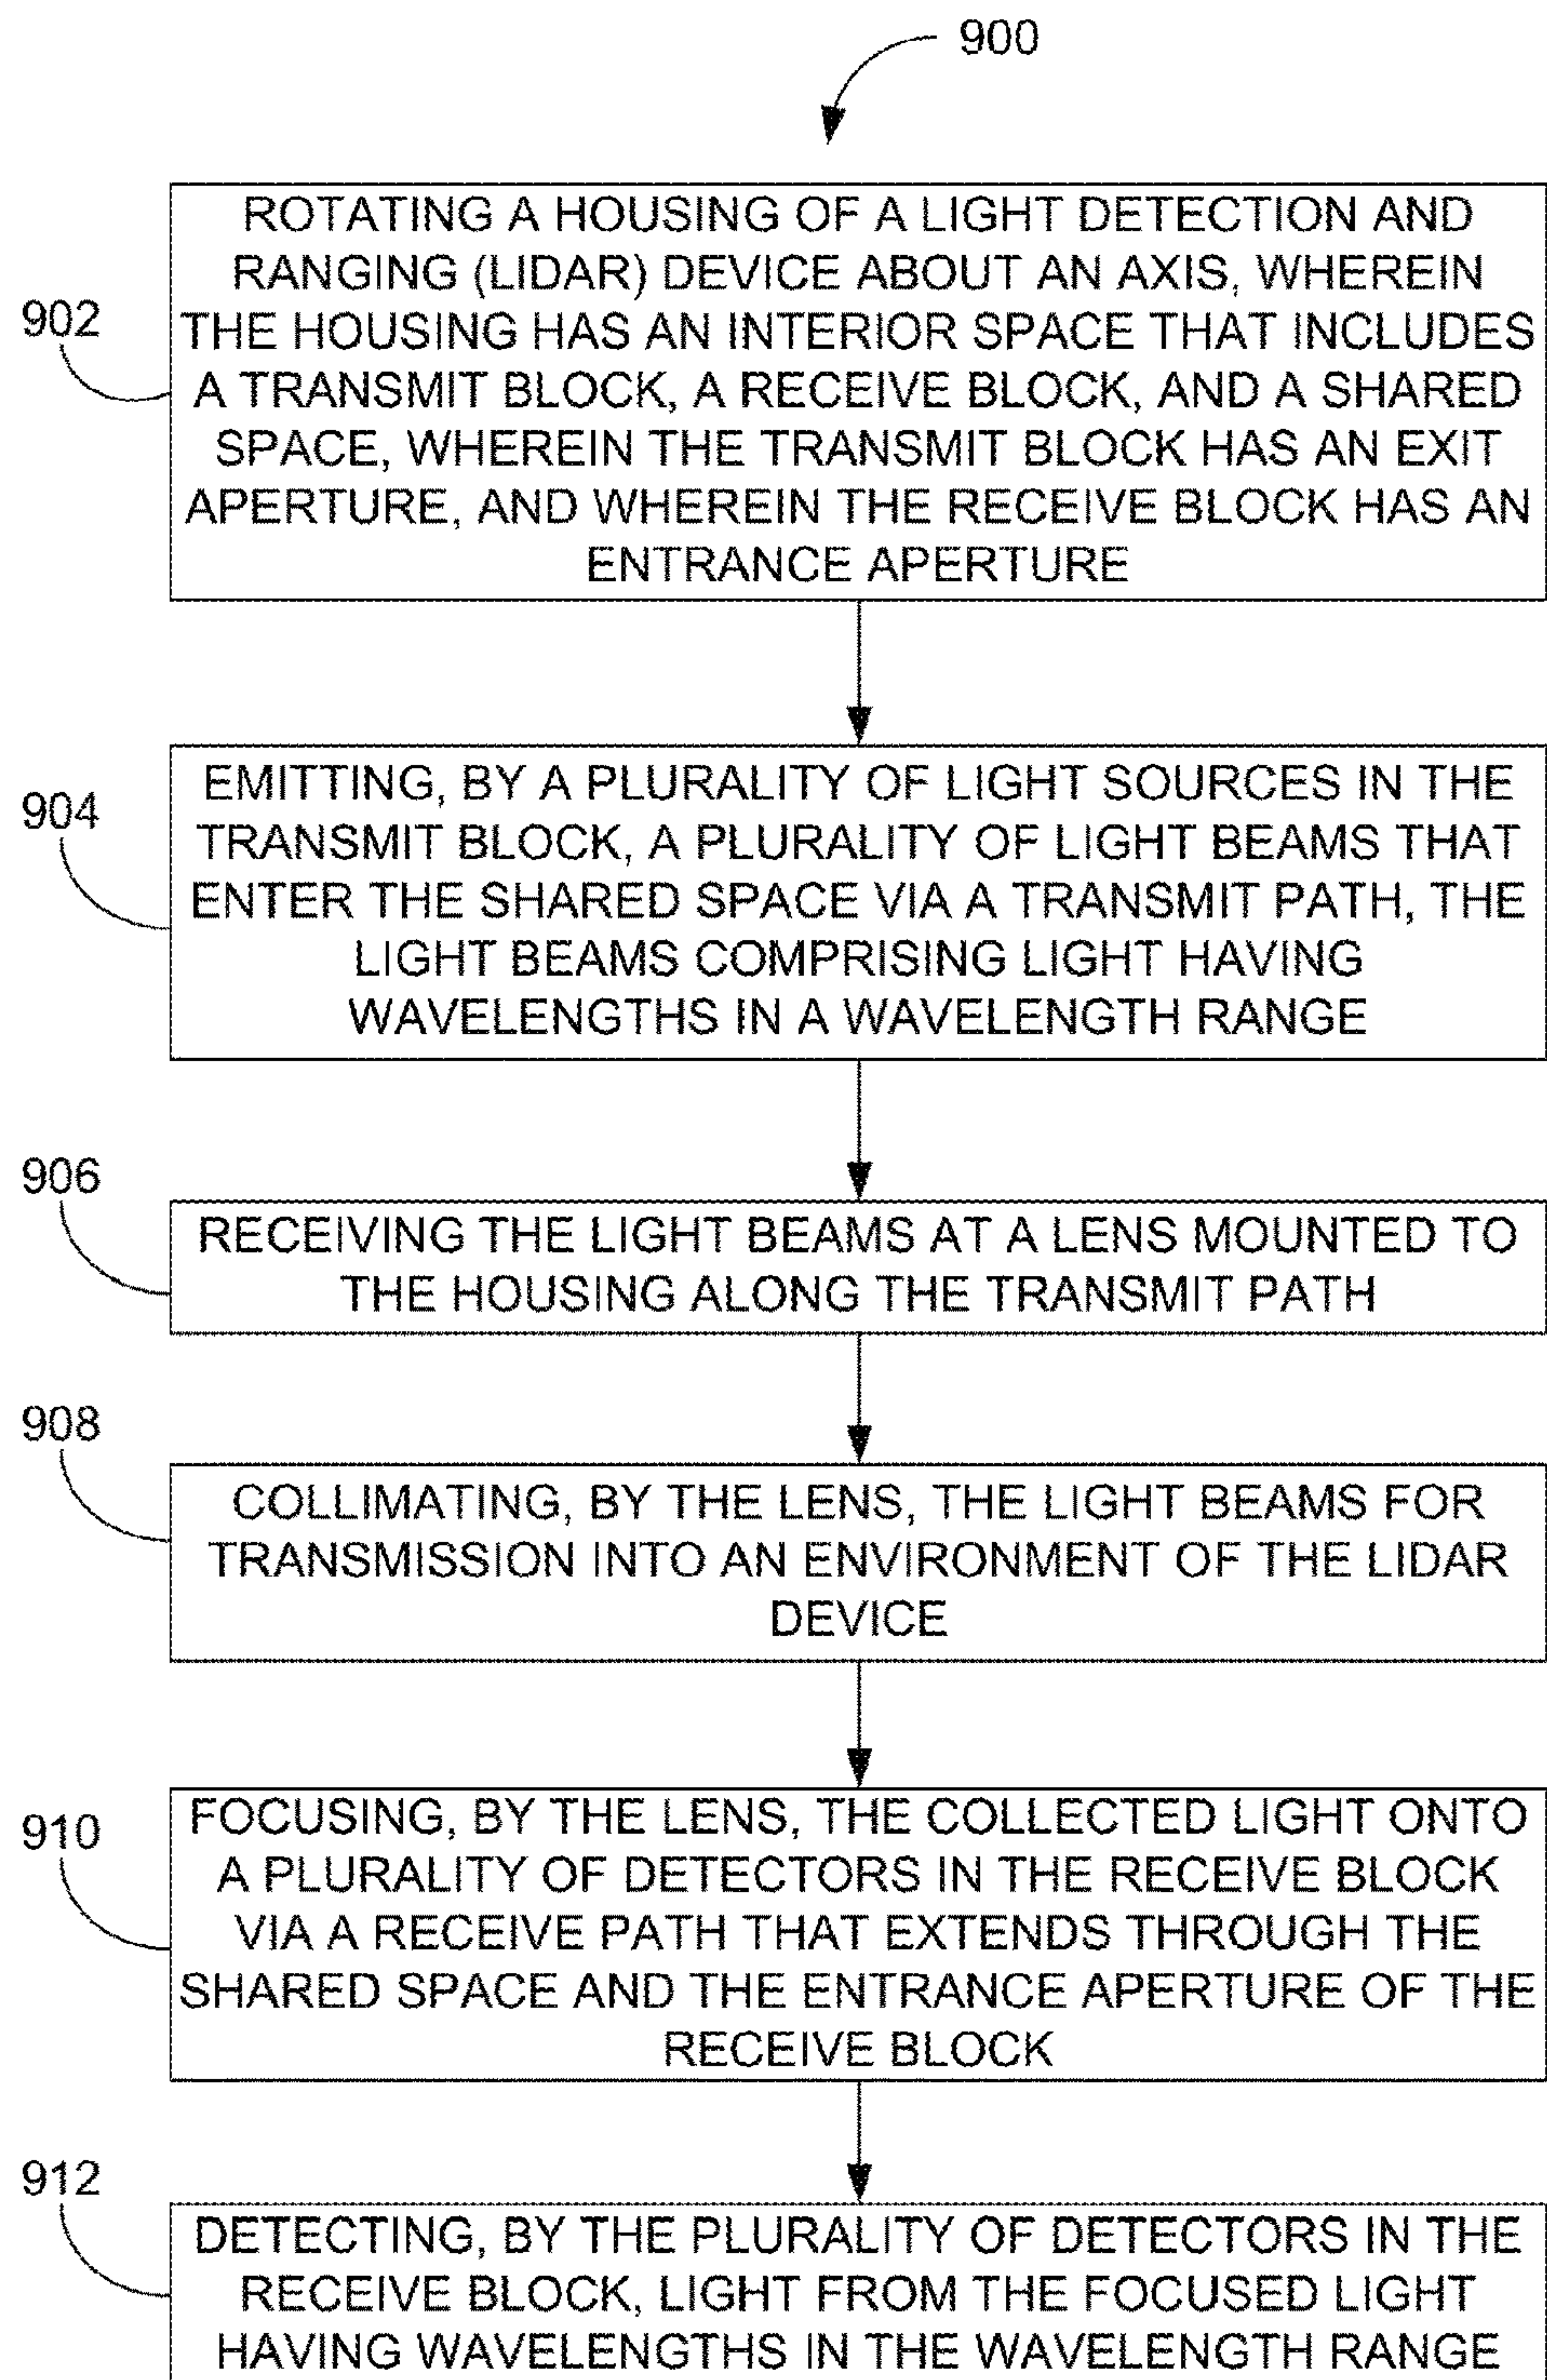 900
902
ROTATING A HOUSING OF A LIGHT DETECTION AND
RANGING (LIDAR) DEVICE ABOUT AN AXIS, WHEREIN
THE HOUSING HAS AN INTERIOR SPACE THAT INCLUDES
A TRANSMIT BLOCK, A RECEIVE BLOCK, AND A SHARED
SPACE, WHEREIN THE TRANSMIT BLOCK HAS AN EXIT
APERTURE, AND WHEREIN THE RECEIVE BLOCK HAS AN
ENTRANCE APERTURE
904
EMITTING, BY A PLURALITY OF LIGHT SOURCES IN THE
TRANSMIT BLOCK, A PLURALITY OF LIGHT BEAMS THAT
ENTER THE SHARED SPACE VIA A TRANSMIT PATH, THE
LIGHT BEAMS COMPRISING LIGHT HAVING
WAVELENGTHS IN A WAVELENGTH RANGE
906
RECEIVING THE LIGHT BEAMS AT A LENS MOUNTED TO
THE HOUSING ALONG THE TRANSMIT PATH
908
COLLIMATING, BY THE LENS, THE LIGHT BEAMS FOR
TRANSMISSION INTO AN ENVIRONMENT OF THE LIDAR
DEVICE
910
FOCUSING, BY THE LENS, THE COLLECTED LIGHT ONTO
A PLURALITY OF DETECTORS IN THE RECEIVE BLOCK
VIA A RECEIVE PATH THAT EXTENDS THROUGH THE
SHARED SPACE AND THE ENTRANCE APERTURE OF THE
RECEIVE BLOCK
912
DETECTING, BY THE PLURALITY OF DETECTORS IN THE
RECEIVE BLOCK, LIGHT FROM THE FOCUSED LIGHT
HAVING WAVELENGTHS IN THE WAVELENGTH RANGE